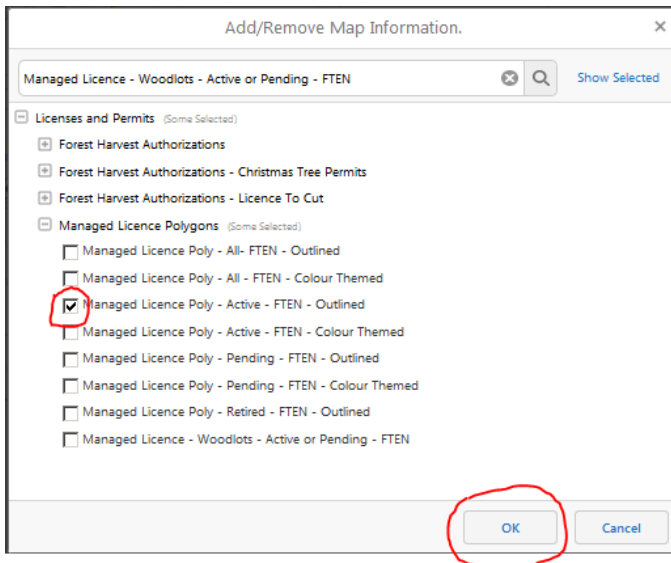 Add/Remove Map Information.
Managed Licence - Woodlots - Active or Pending - FTEN
Show Selected
Licenses and Permits (Some Selected)
Forest Harvest Authorizations
Forest Harvest Authorizations - Christmas Tree Permits
Forest Harvest Authorizations - Licence To Cut
Managed Licence Polygons (Some Selected)
Managed Licence Poly - All- FTEN - Outlined
Managed Licence Poly - All - FTEN - Colour Themed
Managed Licence Poly - Active - FTEN - Outlined
Managed Licence Poly - Active - FTEN - Colour Themed
Managed Licence Poly - Pending - FTEN - Outlined
Managed Licence Poly - Pending - FTEN - Colour Themed
Managed Licence Poly - Retired - FTEN - Outlined
Managed Licence - Woodlots - Active or Pending - FTEN
OK
Cancel